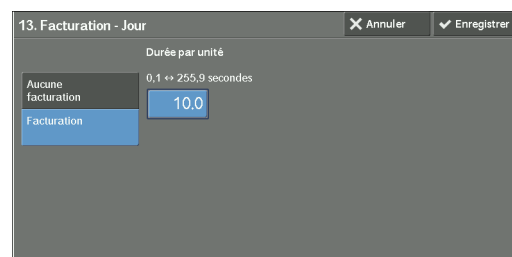 13. Facturation - Jour
Annuler
Enregistrer
Durée par unité
0,1 ↔ 255,9 secondes
Aucune
facturation
10.0
Facturation